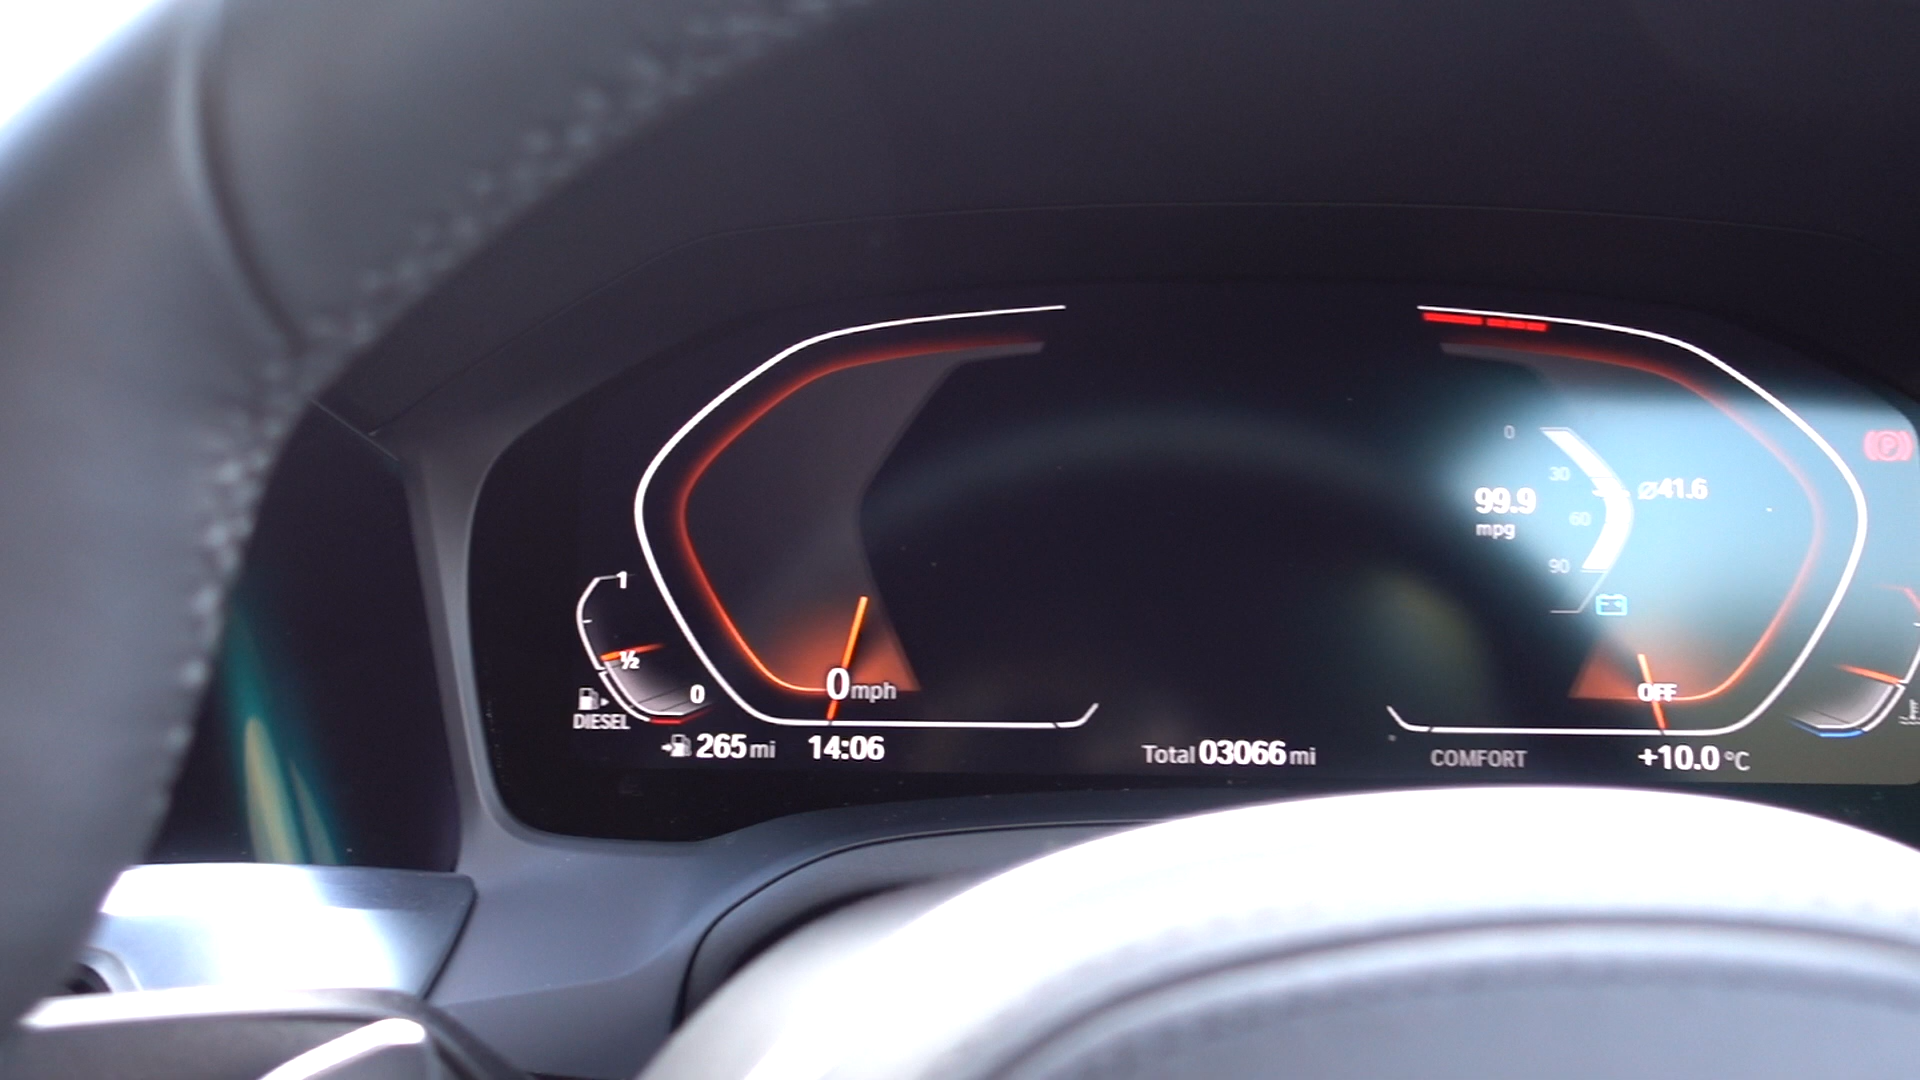 0
30
99.9
⌀41.6
mpg
60
90
1
½
0
DIESEL
0 mph
OFF
265 mi
14:06
Total 03066 mi
COMFORT
+10.0 °C
P